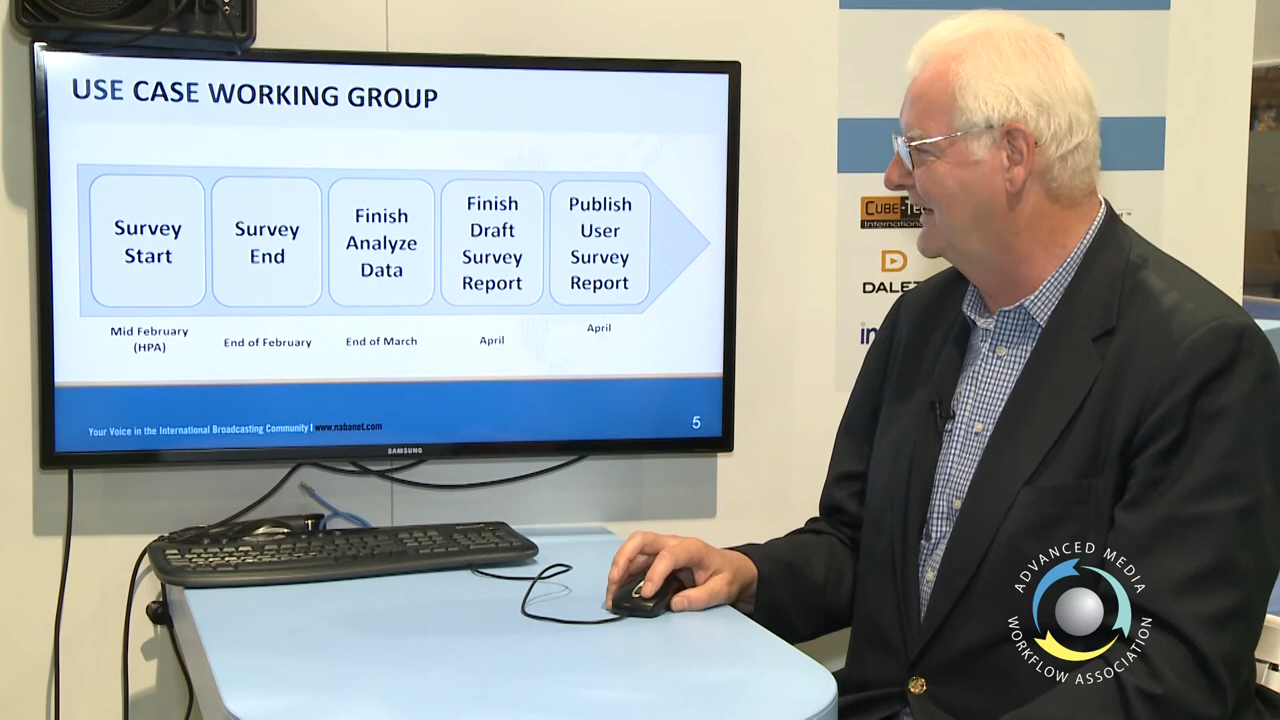 USE CASE WORKING GROUP
Survey
Start
Survey
End
Finish
Analyze
Data
Finish
Draft
Survey
Report
Publish
User
Survey
Report
Mid February
(HPA)
End of February
End of March
April
April
Your Voice in the International Broadcasting Community | www.nabanet.com
5
SAMSUNG
International
ADVANCED MEDIA
WORKFLOW ASSOCIATION